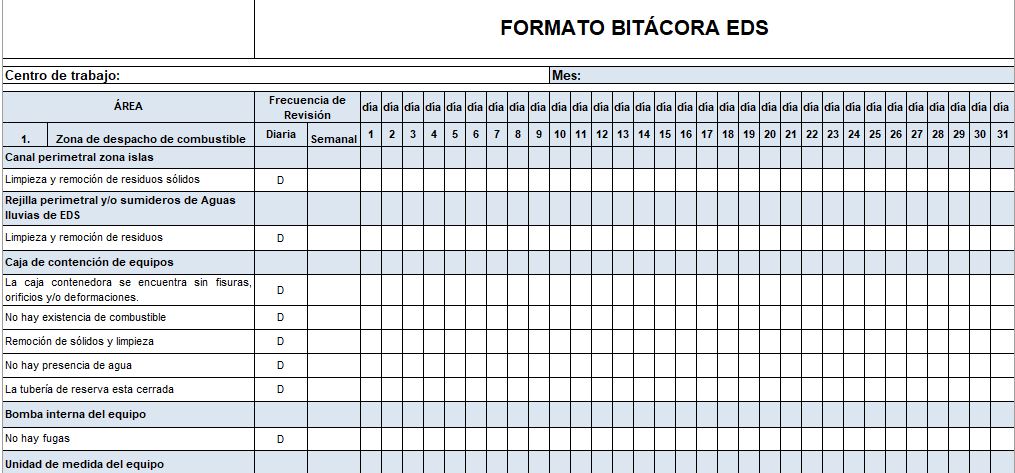 FORMATO BITÁCORA EDS
Centro de trabajo: Mes:
ÁREA Frecuencia de Revisión día día día día día día día día día día día día día día día día día día día día día día día día día día día día día día día
1. Zona de despacho de combustible Diaria Semanal 1 2 3 4 5 6 7 8 9 10 11 12 13 14 15 16 17 18 19 20 21 22 23 24 25 26 27 28 29 30 31
Canal perimetral zona islas
Limpieza y remoción de residuos sólidos D
Rejilla perimetral y/o sumideros de Aguas
lluvias de EDS
Limpieza y remoción de residuos D
Caja de contención de equipos
La caja contenedora se encuentra sin fisuras,
orificios y/o deformaciones. D
No hay existencia de combustible D
Remoción de sólidos y limpieza D
No hay presencia de agua D
La tubería de reserva esta cerrada D
Bomba interna del equipo
No hay fugas D
Unidad de medida del equipo